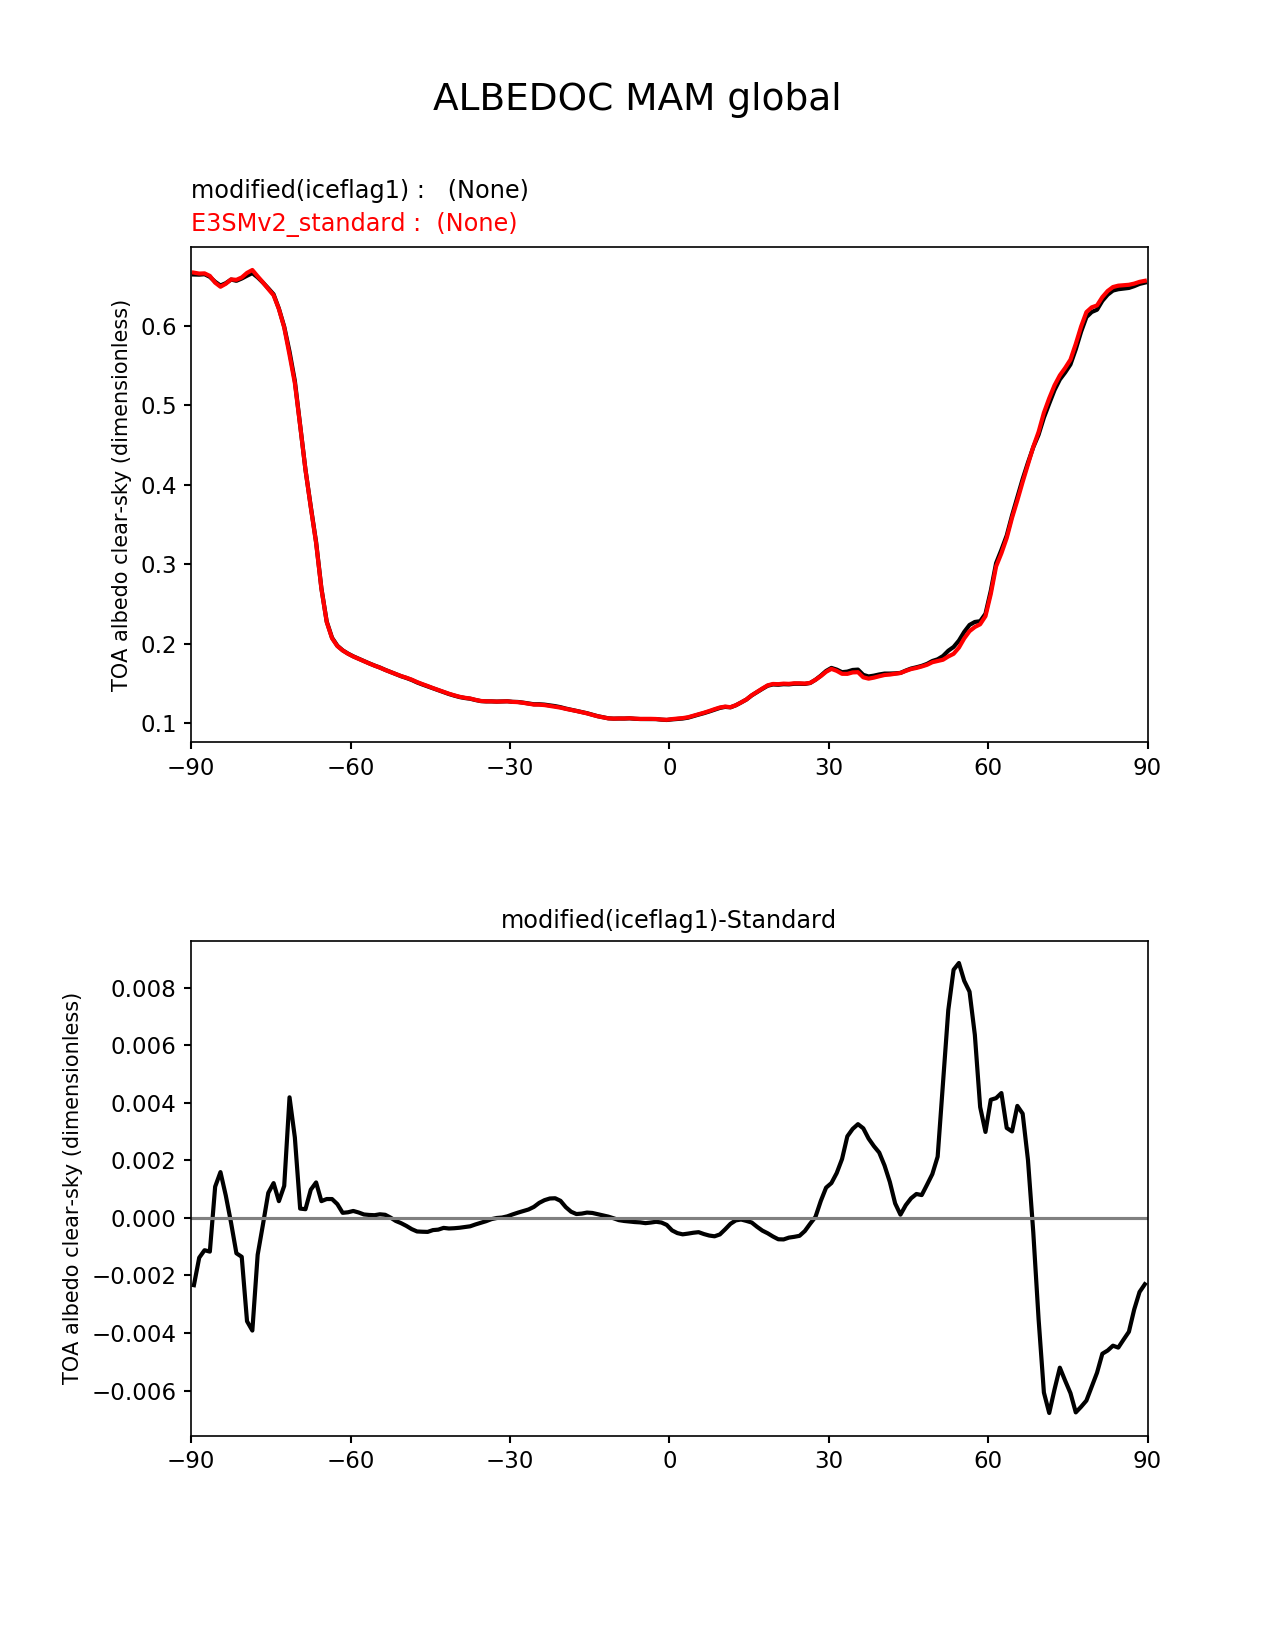 ALBEDOC MAM global
modified(iceflag1) :   (None)
E3SMv2_standard :  (None)
TOA albedo clear-sky (dimensionless)
0.6
0.5
0.4
0.3
0.2
0.1
−90 −60 −30 0 30 60 90
modified(iceflag1)-Standard
TOA albedo clear-sky (dimensionless)
0.008
0.006
0.004
0.002
0.000
−0.002
−0.004
−0.006
−90 −60 −30 0 30 60 90